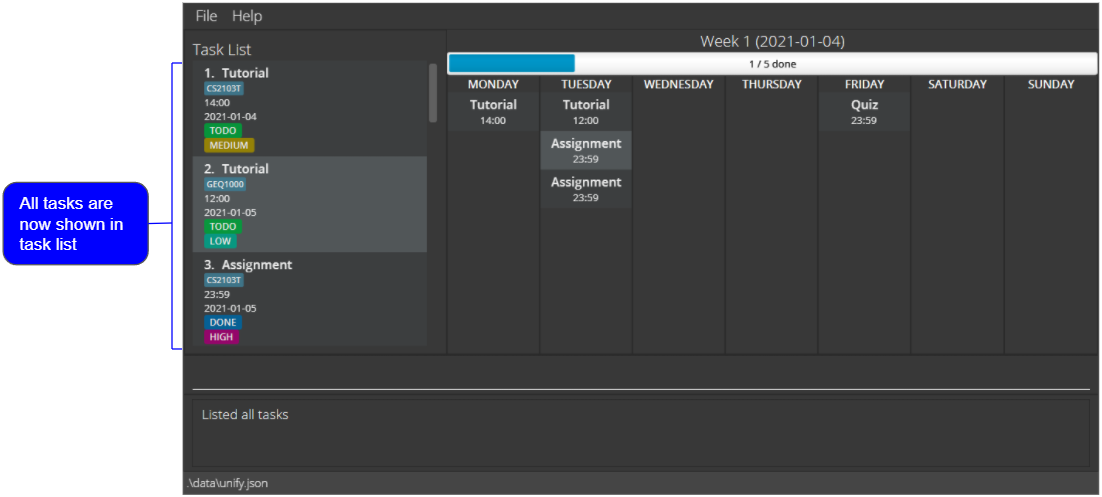 File Help
Task List
1. Tutorial
CS2103T
14:00
2021-01-04
TODO
MEDIUM
2. Tutorial
GEQ1000
12:00
2021-01-05
TODO
LOW
3. Assignment
CS2103T
23:59
2021-01-05
DONE
HIGH
All tasks are
now shown in
task list
Week 1 (2021-01-04)
1 / 5 done
MONDAY TUESDAY WEDNESDAY THURSDAY FRIDAY SATURDAY SUNDAY
Tutorial Tutorial Quiz
14:00 12:00 23:59
Assignment
23:59
Assignment
23:59
Listed all tasks
.\data\unify.json